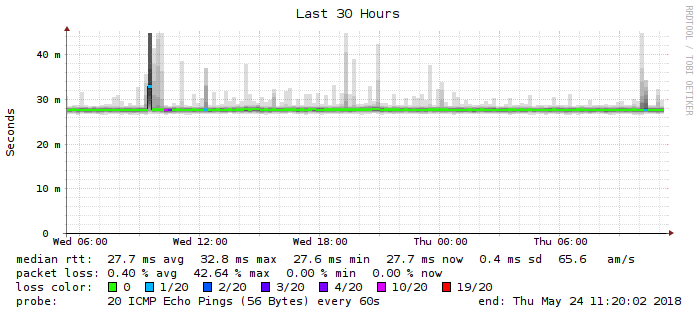 Last 30 Hours
RRDTOOL / TOBI OETIKER
Seconds
40 m
30 m
20 m
10 m
0
Wed 06:00 Wed 12:00 Wed 18:00 Thu 00:00 Thu 06:00
median rtt: 27.7 ms avg 32.8 ms max 27.6 ms min 27.7 ms now 0.4 ms sd 65.6 am/s
packet loss: 0.40 % avg 42.64 % max 0.00 % min 0.00 % now
loss color: 0 1/20 2/20 3/20 4/20 10/20 19/20
probe: 20 ICMP Echo Pings (56 Bytes) every 60s end: Thu May 24 11:20:02 2018